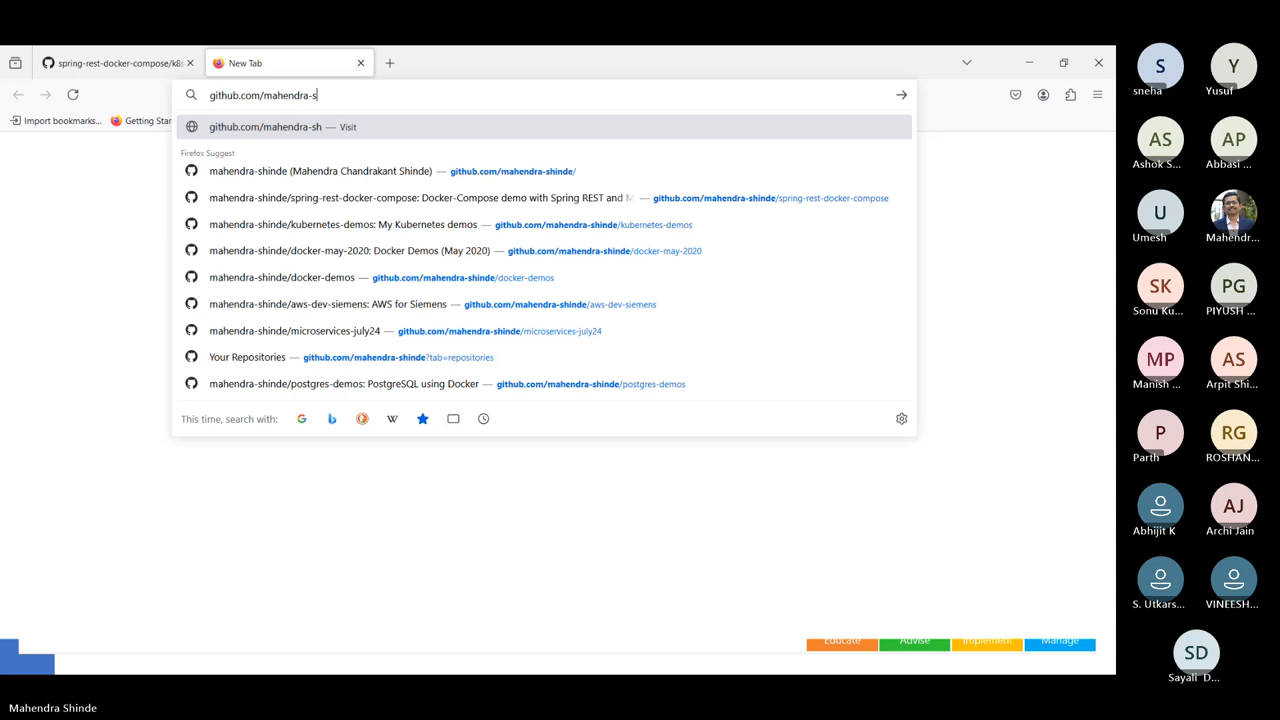 spring-rest-docker-compose/k8s
New Tab
github.com/mahendra-s
Import bookmarks...
Getting Star
github.com/mahendra-sh — Visit
Firefox Suggest
mahendra-shinde (Mahendra Chandrakant Shinde) — github.com/mahendra-shinde/
mahendra-shinde/spring-rest-docker-compose: Docker-Compose demo with Spring REST and M — github.com/mahendra-shinde/spring-rest-docker-compose
mahendra-shinde/kubernetes-demos: My Kubernetes demos — github.com/mahendra-shinde/kubernetes-demos
mahendra-shinde/docker-may-2020: Docker Demos (May 2020) — github.com/mahendra-shinde/docker-may-2020
mahendra-shinde/docker-demos — github.com/mahendra-shinde/docker-demos
mahendra-shinde/aws-dev-siemens: AWS for Siemens — github.com/mahendra-shinde/aws-dev-siemens
mahendra-shinde/microservices-july24 — github.com/mahendra-shinde/microservices-july24
Your Repositories — github.com/mahendra-shinde?tab=repositories
mahendra-shinde/postgres-demos: PostgreSQL using Docker — github.com/mahendra-shinde/postgres-demos
This time, search with:
Educate Advise Implement Manage
S Y
sneha Yusuf
AS AP
Ashok S... Abbasi ...
U
Umesh Mahendr...
SK PG
Sonu Ku... PIYUSH ...
MP AS
Manish ... Arpit Shi...
P RG
Parth ROSHAN...
AJ
Abhijit K Archi Jain
S. Utkars... VINEESH...
SD
Sayali D...
Mahendra Shinde